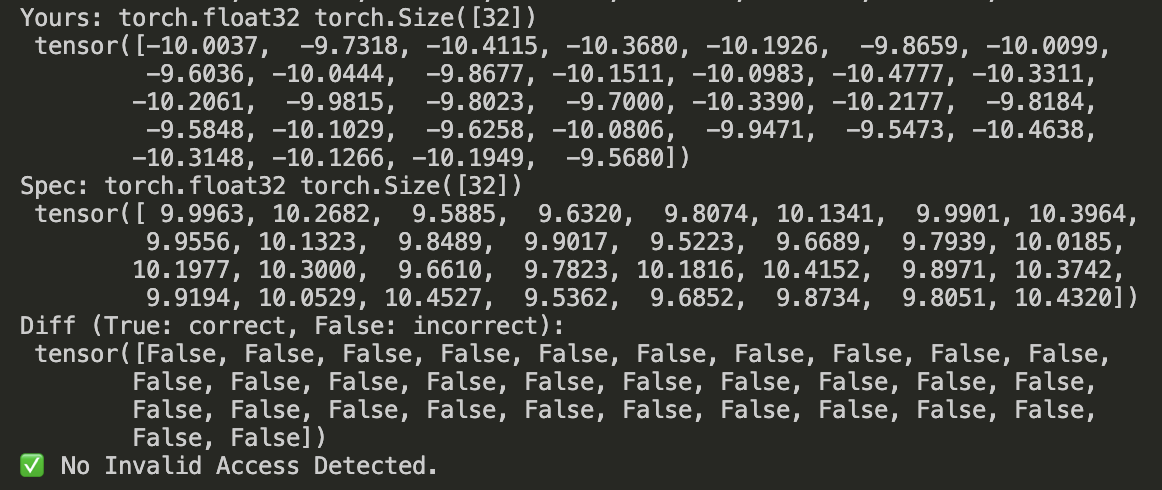 Yours: torch.float32 torch.Size([32])
tensor([-10.0037, -9.7318, -10.4115, -10.3680, -10.1926, -9.8659, -10.0099,
-9.6036, -10.0444, -9.8677, -10.1511, -10.0983, -10.4777, -10.3311,
-10.2061, -9.9815, -9.8023, -9.7000, -10.3390, -10.2177, -9.8184,
-9.5848, -10.1029, -9.6258, -10.0806, -9.9471, -9.5473, -10.4638,
-10.3148, -10.1266, -10.1949, -9.5680])
Spec: torch.float32 torch.Size([32])
tensor([ 9.9963, 10.2682, 9.5885, 9.6320, 9.8074, 10.1341, 9.9901, 10.3964,
9.9556, 10.1323, 9.8489, 9.9017, 9.5223, 9.6689, 9.7939, 10.0185,
10.1977, 10.3000, 9.6610, 9.7823, 10.1816, 10.4152, 9.8971, 10.3742,
9.9194, 10.0529, 10.4527, 9.5362, 9.6852, 9.8734, 9.8051, 10.4320])
Diff (True: correct, False: incorrect):
tensor([False, False, False, False, False, False, False, False, False, False,
False, False, False, False, False, False, False, False, False, False,
False, False, False, False, False, False, False, False, False, False,
False, False])
✅ No Invalid Access Detected.